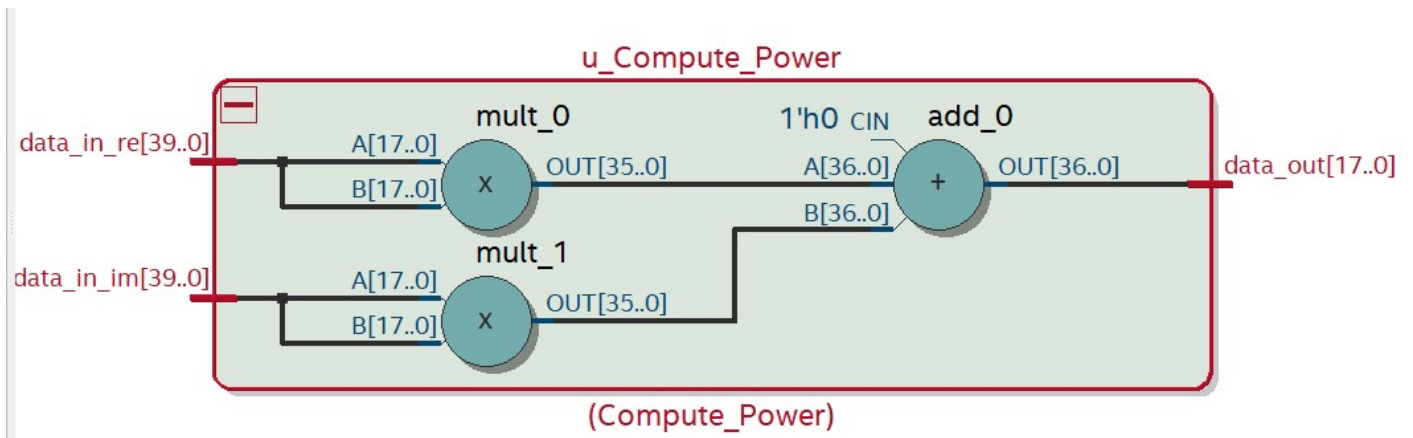 u_Compute_Power
mult_0
1'h0 CIN
add_0
data_in_re[39..0]
A[17..0]
OUT[35..0]
A[36..0]
OUT[36..0]
data_out[17..0]
B[17..0]
x
+
B[36..0]
mult_1
data_in_im[39..0]
A[17..0]
OUT[35..0]
B[17..0]
x
(Compute_Power)